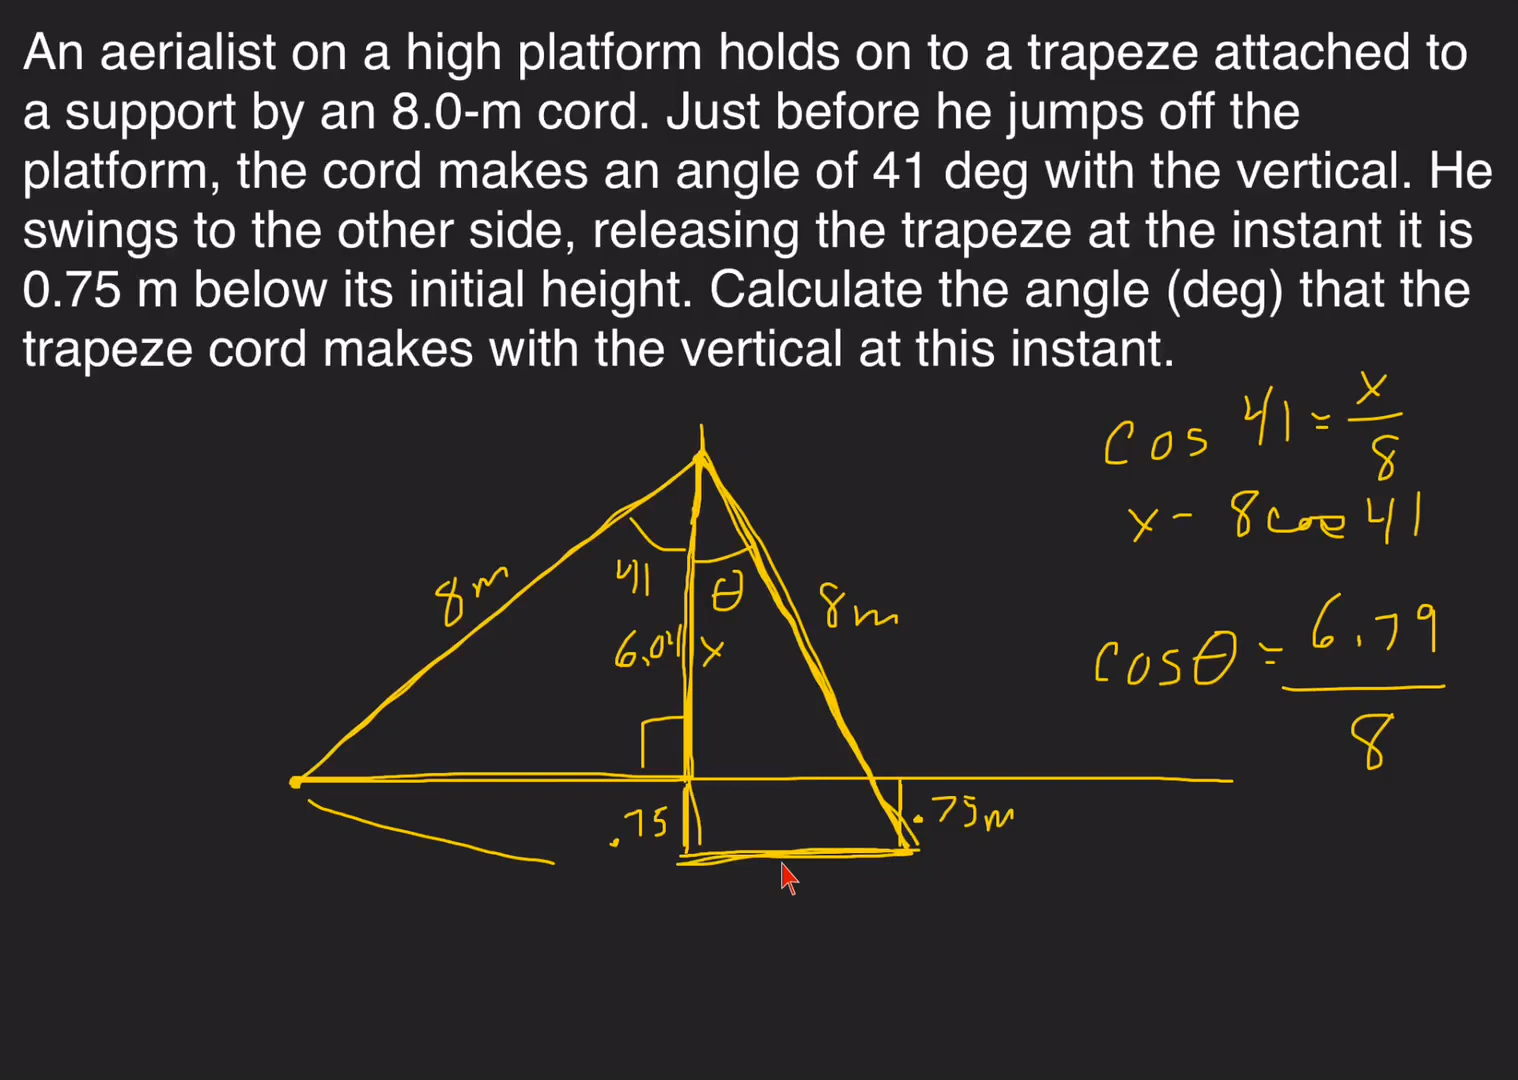 An aerialist on a high platform holds on to a trapeze attached to
a support by an 8.0-m cord. Just before he jumps off the
platform, the cord makes an angle of 41 deg with the vertical. He
swings to the other side, releasing the trapeze at the instant it is
0.75 m below its initial height. Calculate the angle (deg) that the
trapeze cord makes with the vertical at this instant.
cos 41 = x/8
x - 8 cos 41
8m
41
θ
8m
6.04
x
cosθ = 6.79/8
.75
.75m